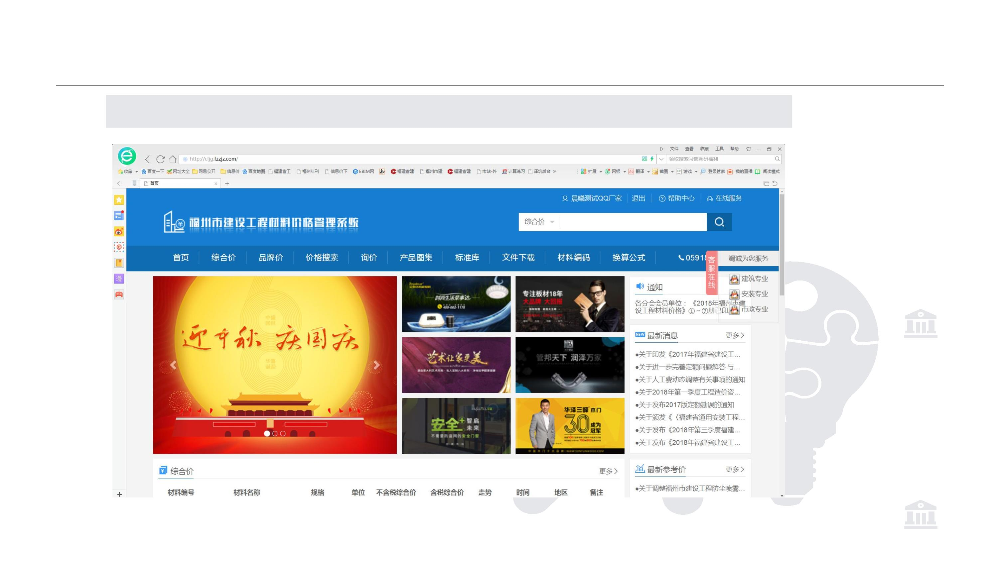 文件 查看 收藏 工具 帮助
http://cljg.fzzjz.com/
领取搜索习惯调研福利
收藏 百度一下 网址大全 网易公开 信息价 百度地图 福建省工 福州年刊 信息价下 EBIM网 福建省建 福州市建 福建省建 市站-外 计算练习 译筑后台 » 扩展 网银 翻译 截图 游戏 登录管家 我的直播 阅读模式
首页
晨曦测试QQ厂家 退出 帮助中心 在线服务
福州市建设工程材料价格管理系统
综合价
首页 综合价 品牌价 价格搜索 询价 产品图集 标准库 文件下载 材料编码 换算公式 0591
客服在线
竭诚为您服务
建筑专业
安装专业
市政专业
漫
迎中秋 庆国庆
时尚生活荣事达
400-002-1178
专注板材18年
大品牌 大回报
艺术让家更美
管邦天下 润泽万家
安全+ 智启未来
不需要防盗网的安全门窗
华泽三峰木门
30 成为冠军
通知
各分会会员单位：《2018年福州市建
设工程材料价格》①~⑦册已印
NEW 最新消息 更多
●关于印发《2017年福建省建设工...
●关于进一步完善定额问题解答 与...
●关于人工费动态调整有关事项的通知
●关于2018年第一季度工程造价咨...
●关于发布2017版定额勘误的通知
●关于颁发《〈福建省通用安装工程...
●关于发布《2018年第三季度福建...
●关于发布《2018年福建省建设工...
综合价 更多
材料编号 材料名称 规格 单位 不含税综合价 含税综合价 走势 时间 地区 备注
最新参考价 更多
●关于调整福州市建设工程防尘喷雾...